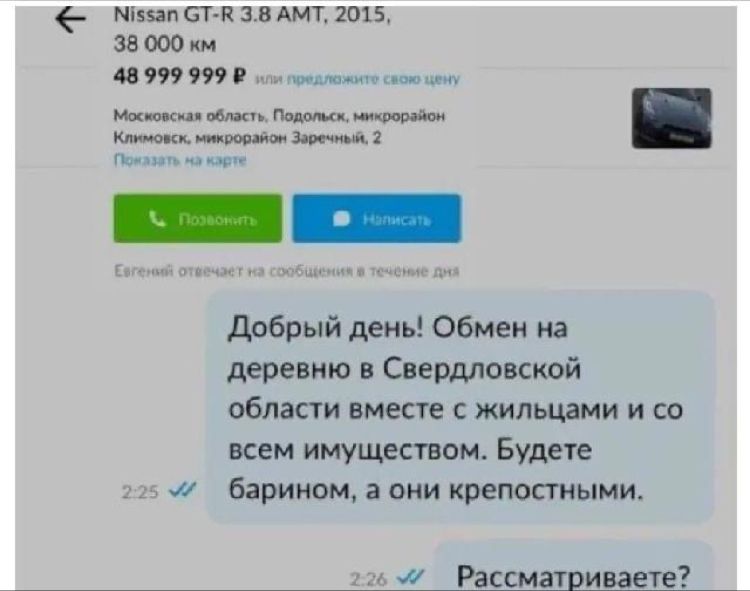 Nissan GT-R 3.8 AMT, 2015,
38 000 км
48 999 999 ₽ или предложите свою цену
Московская область, Подольск, микрорайон
Климовск, микрорайон Заречный, 2
Показать на карте
Позвонить Написать
Евгений отвечает на сообщения в течение дня
Добрый день! Обмен на
деревню в Свердловской
области вместе с жильцами и со
всем имуществом. Будете
барином, а они крепостными.
2:25
Рассматриваете?
2:26